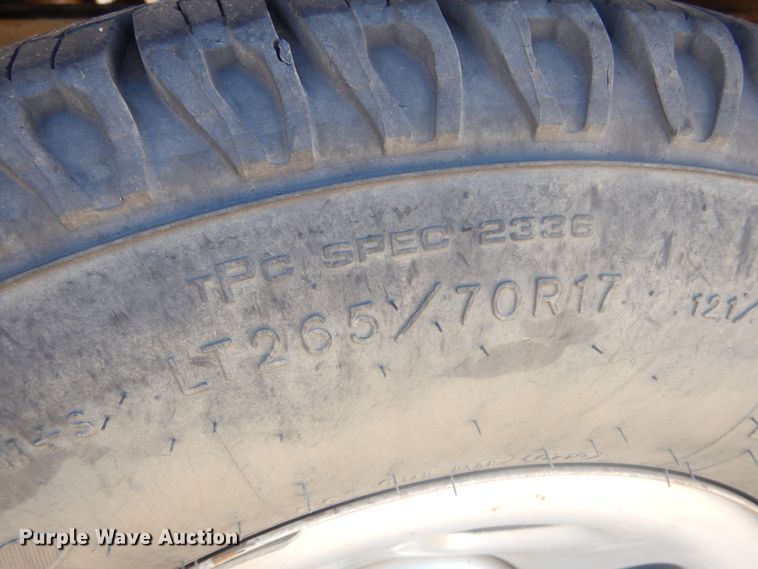 TPC SPEC 2336
LT265/70R17 121/
M+S
Purple Wave Auction